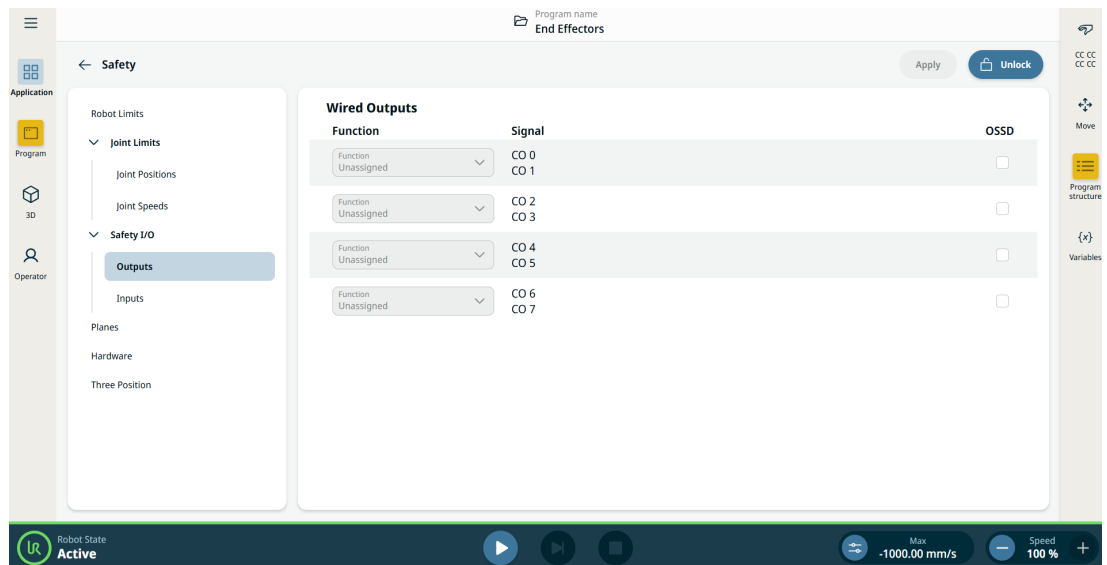 Program name
End Effectors
Application
Program
3D
Operator
Safety
Apply
Unlock
Robot Limits
Joint Limits
Joint Positions
Joint Speeds
Safety I/O
Outputs
Inputs
Planes
Hardware
Three Position
Wired Outputs
Function Signal OSSD
Function
Unassigned
CO 0
CO 1
Function
Unassigned
CO 2
CO 3
Function
Unassigned
CO 4
CO 5
Function
Unassigned
CO 6
CO 7
CC CC
CC CC
Move
Program
structure
{x}
Variables
UR
Robot State
Active
Max
-1000.00 mm/s
Speed
100 %